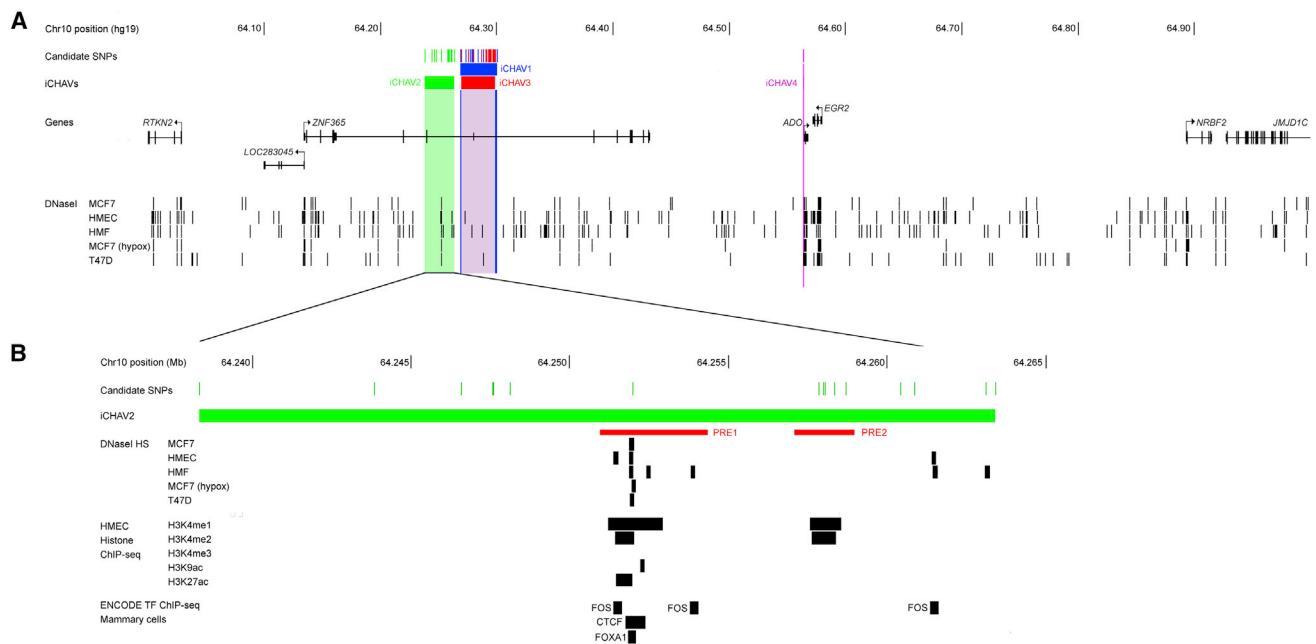 A
Chr10 position (hg19) 64.10 64.20 64.30 64.40 64.50 64.60 64.70 64.80 64.90
Candidate SNPs
iCHAV1
iCHAVs iCHAV2 iCHAV3 iCHAV4
Genes RTKN2 ZNF365 ADO EGR2 NRBF2 JMJD1C
LOC283045
DNaseI MCF7
HMEC
HMF
MCF7 (hypox)
T47D
B
Chr10 position (Mb) 64.240 64.245 64.250 64.255 64.260 64.265
Candidate SNPs
iCHAV2
PRE1 PRE2
DNaseI HS MCF7
HMEC
HMF
MCF7 (hypox)
T47D
HMEC H3K4me1
Histone H3K4me2
ChIP-seq H3K4me3
H3K9ac
H3K27ac
ENCODE TF ChIP-seq FOS FOS FOS
Mammary cells CTCF
FOXA1